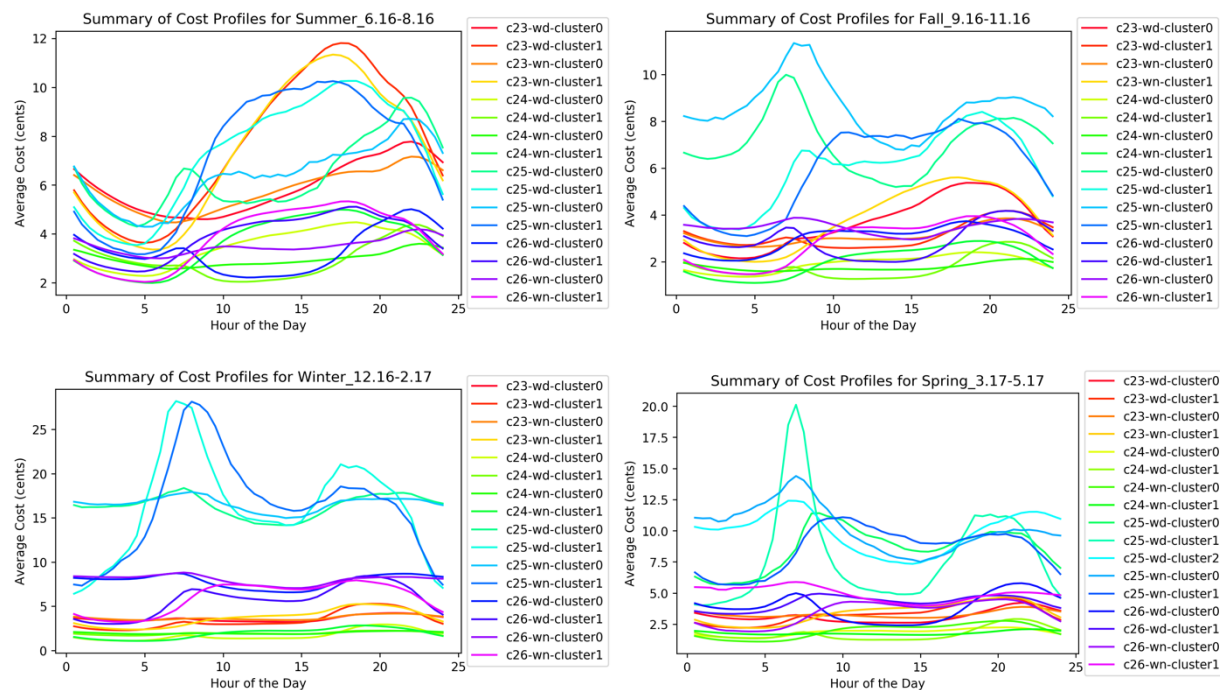 Summary of Cost Profiles for Summer_6.16-8.16
12
10
8
6
4
2
Average Cost (cents)
0
5
10
15
20
25
Hour of the Day
c23-wd-cluster0
c23-wd-cluster1
c23-wn-cluster0
c23-wn-cluster1
c24-wd-cluster0
c24-wd-cluster1
c24-wn-cluster0
c24-wn-cluster1
c25-wd-cluster0
c25-wd-cluster1
c25-wn-cluster0
c25-wn-cluster1
c26-wd-cluster0
c26-wd-cluster1
c26-wn-cluster0
c26-wn-cluster1
Summary of Cost Profiles for Fall_9.16-11.16
10
8
6
4
2
Average Cost (cents)
0
5
10
15
20
25
Hour of the Day
c23-wd-cluster0
c23-wd-cluster1
c23-wn-cluster0
c23-wn-cluster1
c24-wd-cluster0
c24-wd-cluster1
c24-wn-cluster0
c24-wn-cluster1
c25-wd-cluster0
c25-wd-cluster1
c25-wn-cluster0
c25-wn-cluster1
c26-wd-cluster0
c26-wd-cluster1
c26-wn-cluster0
c26-wn-cluster1
Summary of Cost Profiles for Winter_12.16-2.17
25
20
15
10
5
0
Average Cost (cents)
0
5
10
15
20
25
Hour of the Day
c23-wd-cluster0
c23-wd-cluster1
c23-wn-cluster0
c23-wn-cluster1
c24-wd-cluster0
c24-wd-cluster1
c24-wn-cluster0
c24-wn-cluster1
c25-wd-cluster0
c25-wd-cluster1
c25-wn-cluster0
c25-wn-cluster1
c26-wd-cluster0
c26-wd-cluster1
c26-wn-cluster0
c26-wn-cluster1
Summary of Cost Profiles for Spring_3.17-5.17
20.0
17.5
15.0
12.5
10.0
7.5
5.0
2.5
Average Cost (cents)
0
5
10
15
20
25
Hour of the Day
c23-wd-cluster0
c23-wd-cluster1
c23-wn-cluster0
c23-wn-cluster1
c24-wd-cluster0
c24-wd-cluster1
c24-wn-cluster0
c24-wn-cluster1
c25-wd-cluster0
c25-wd-cluster1
c25-wd-cluster2
c25-wn-cluster0
c25-wn-cluster1
c26-wd-cluster0
c26-wd-cluster1
c26-wn-cluster0
c26-wn-cluster1